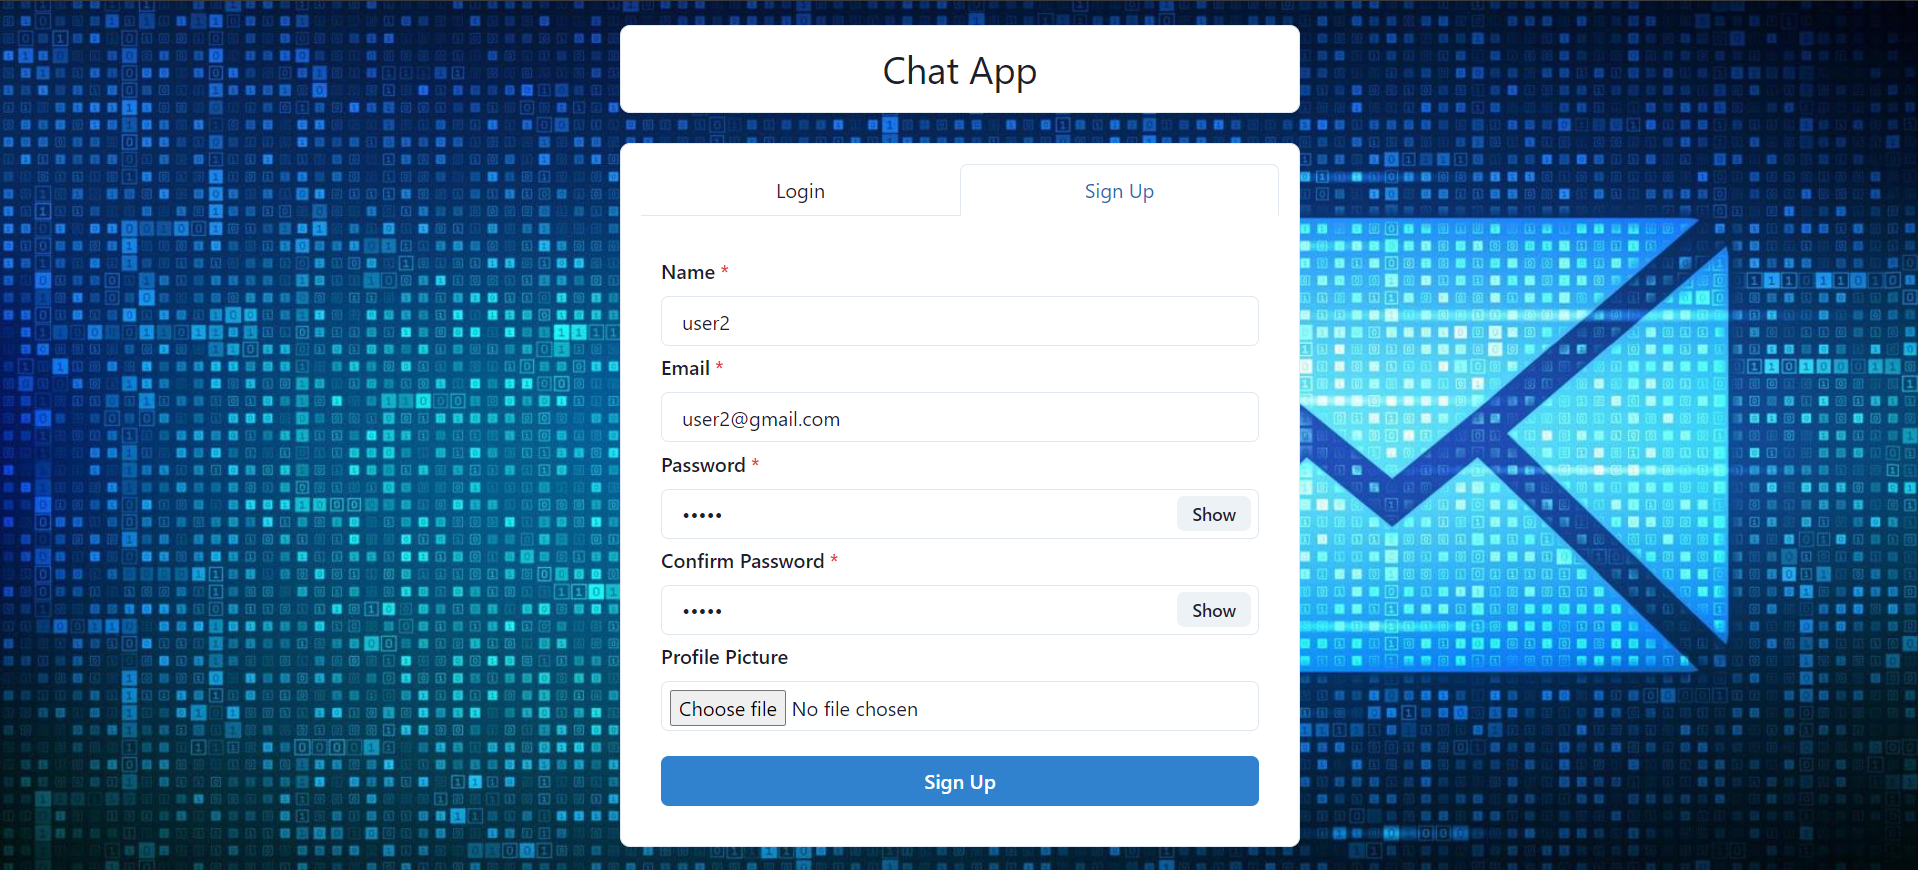 Chat App
Login
Sign Up
Name *
user2
Email *
user2@gmail.com
Password *
•••••
Show
Confirm Password *
•••••
Show
Profile Picture
Choose file No file chosen
Sign Up